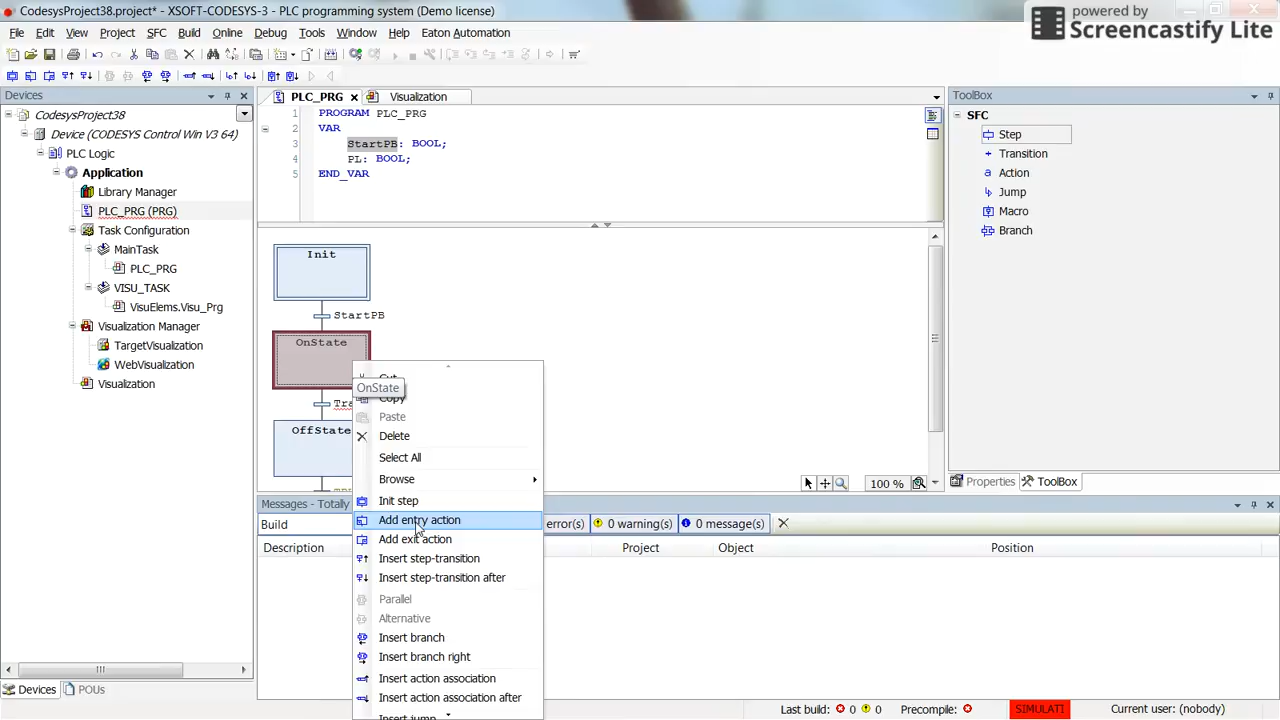 CodesysProject38.project* - XSOFT-CODESYS-3 - PLC programming system (Demo license)
powered by
Screencastify Lite
File Edit View Project SFC Build Online Debug Tools Window Help Eaton Automation
Devices
CodesysProject38
Device (CODESYS Control Win V3 64)
PLC Logic
Application
Library Manager
PLC_PRG (PRG)
Task Configuration
MainTask
PLC_PRG
VISU_TASK
VisuElems.Visu_Prg
Visualization Manager
TargetVisualization
WebVisualization
Visualization
Devices POUs
PLC_PRG Visualization
1 PROGRAM PLC_PRG
2 VAR
3 StartPB: BOOL;
4 PL: BOOL;
5 END_VAR
Init
StartPB
OnState
OffState
OnState
Copy
Paste
Delete
Select All
Browse
Init step
Add entry action
Add exit action
Insert step-transition
Insert step-transition after
Parallel
Alternative
Insert branch
Insert branch right
Insert action association
Insert action association after
Insert jump
100 %
ToolBox
SFC
Step
Transition
Action
Jump
Macro
Branch
Properties ToolBox
Messages - Totally
Build error(s) 0 warning(s) 0 message(s)
Description Project Object Position
Last build: 0 0 Precompile: SIMULATI Current user: (nobody)